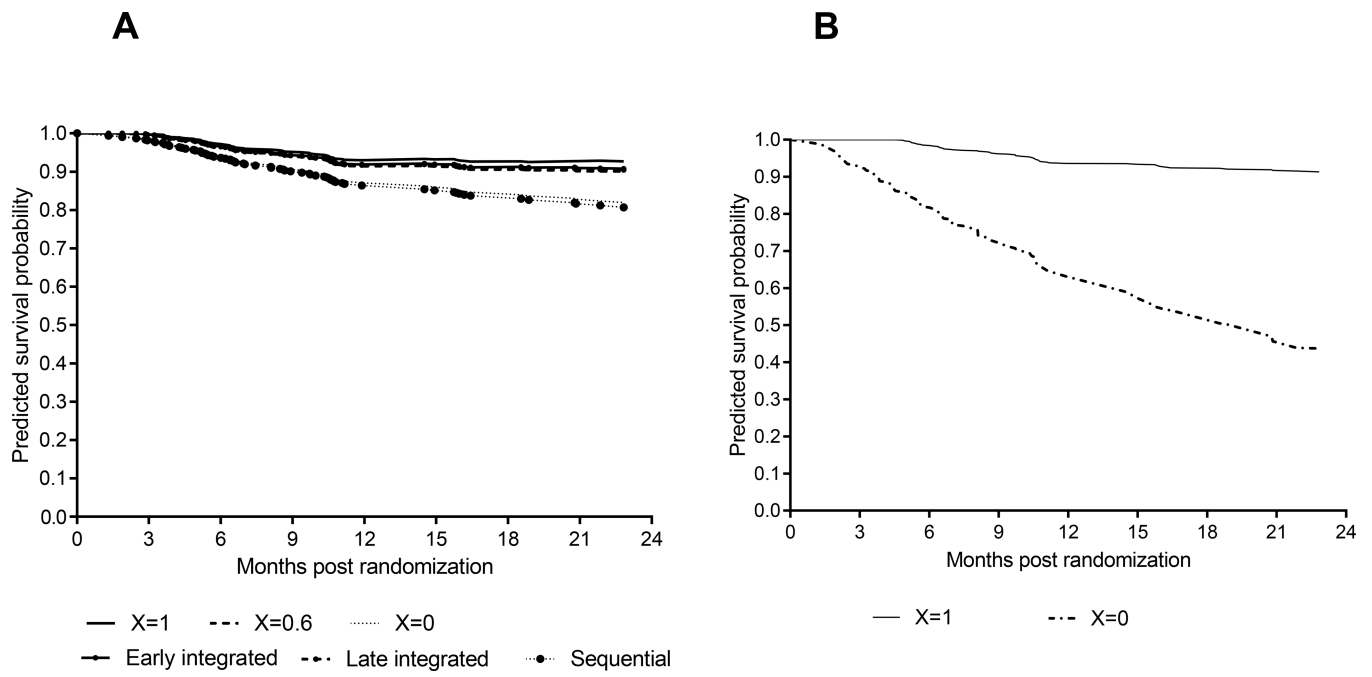 A
B
Predicted survival probability
1.0
0.9
0.8
0.7
0.6
0.5
0.4
0.3
0.2
0.1
0.0
0 3 6 9 12 15 18 21 24
Months post randomization
X=1 X=0.6 X=0
Early integrated Late integrated Sequential
Predicted survival probability
1.0
0.9
0.8
0.7
0.6
0.5
0.4
0.3
0.2
0.1
0.0
0 3 6 9 12 15 18 21 24
Months post randomization
X=1 X=0